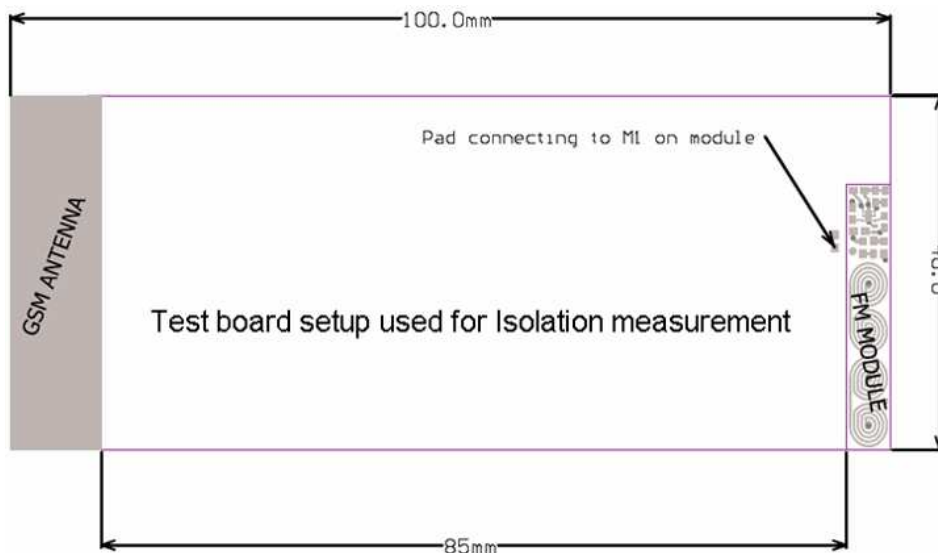 100.0mm
Pad connecting to M1 on module
GSM ANTENNA
Test board setup used for Isolation measurement
FM MODULE
85mm